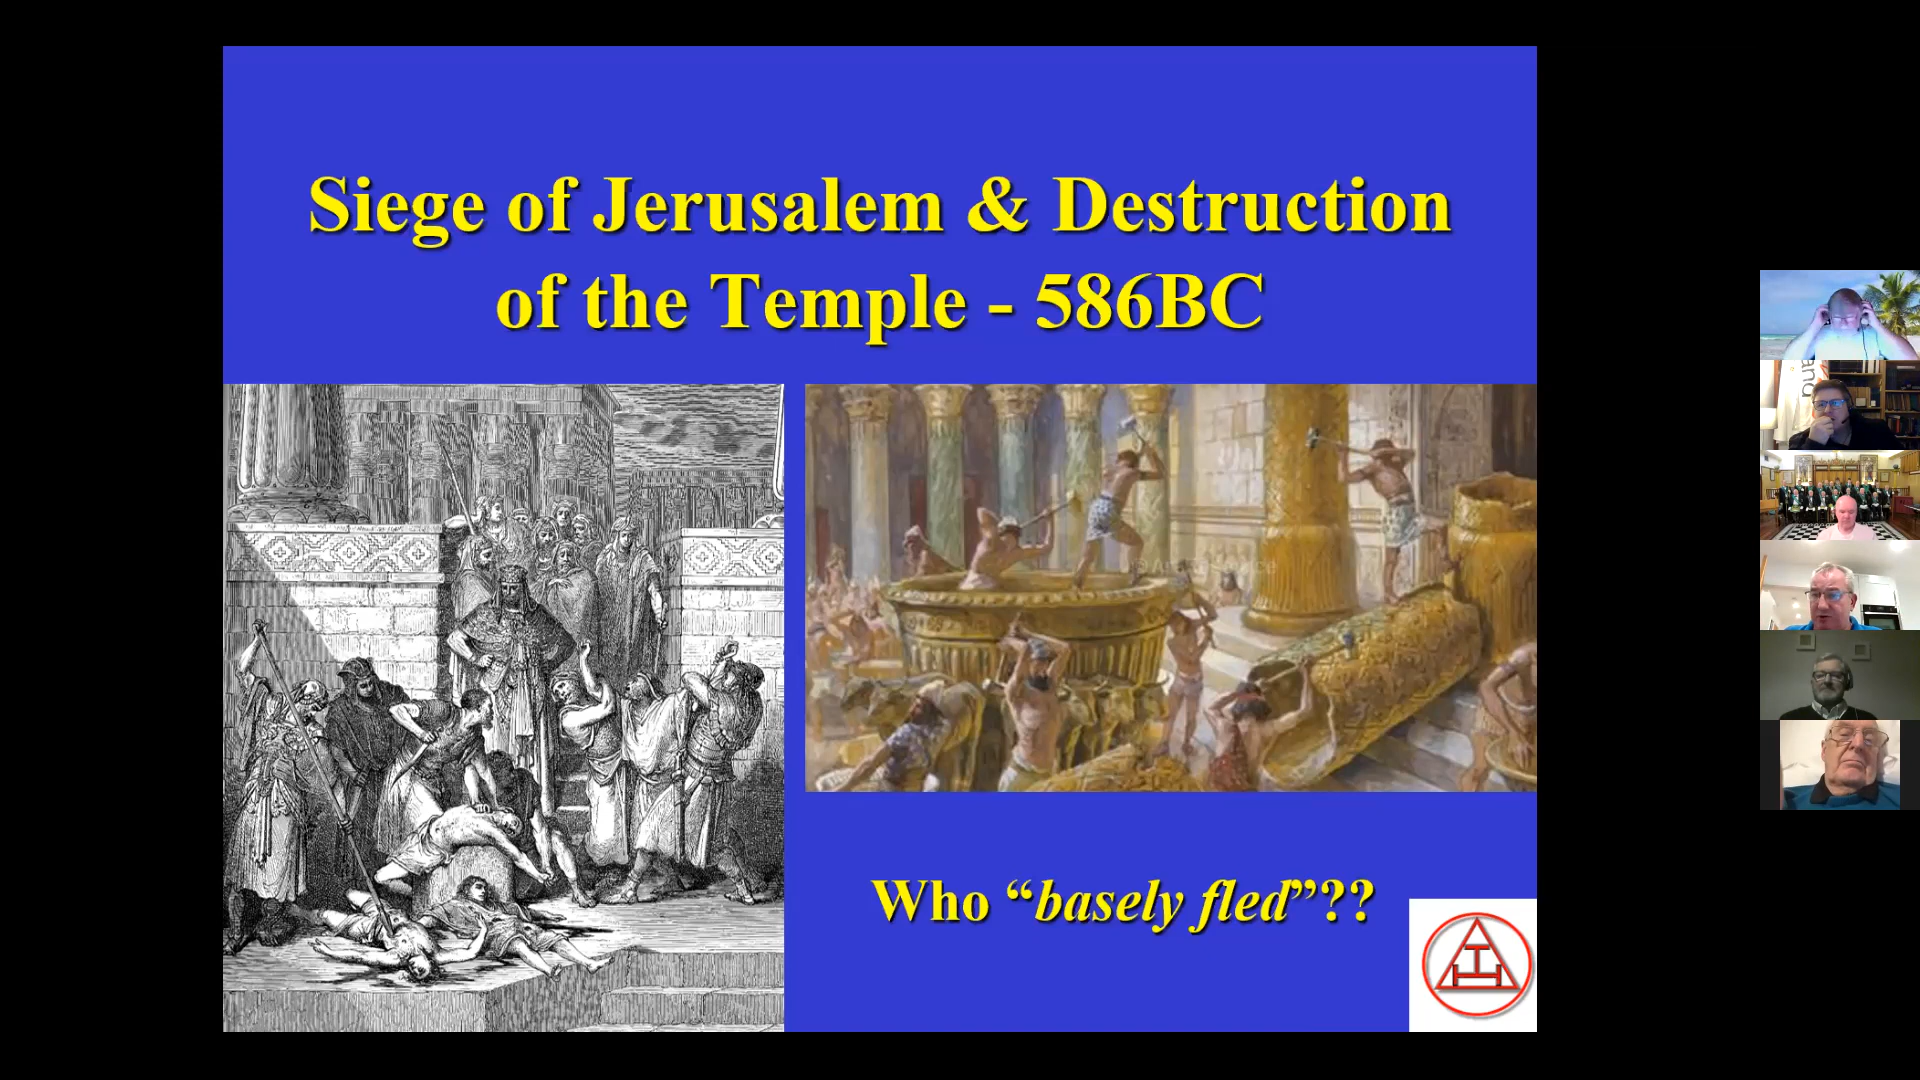 Siege of Jerusalem & Destruction
of the Temple - 586BC
Who “basely fled”??